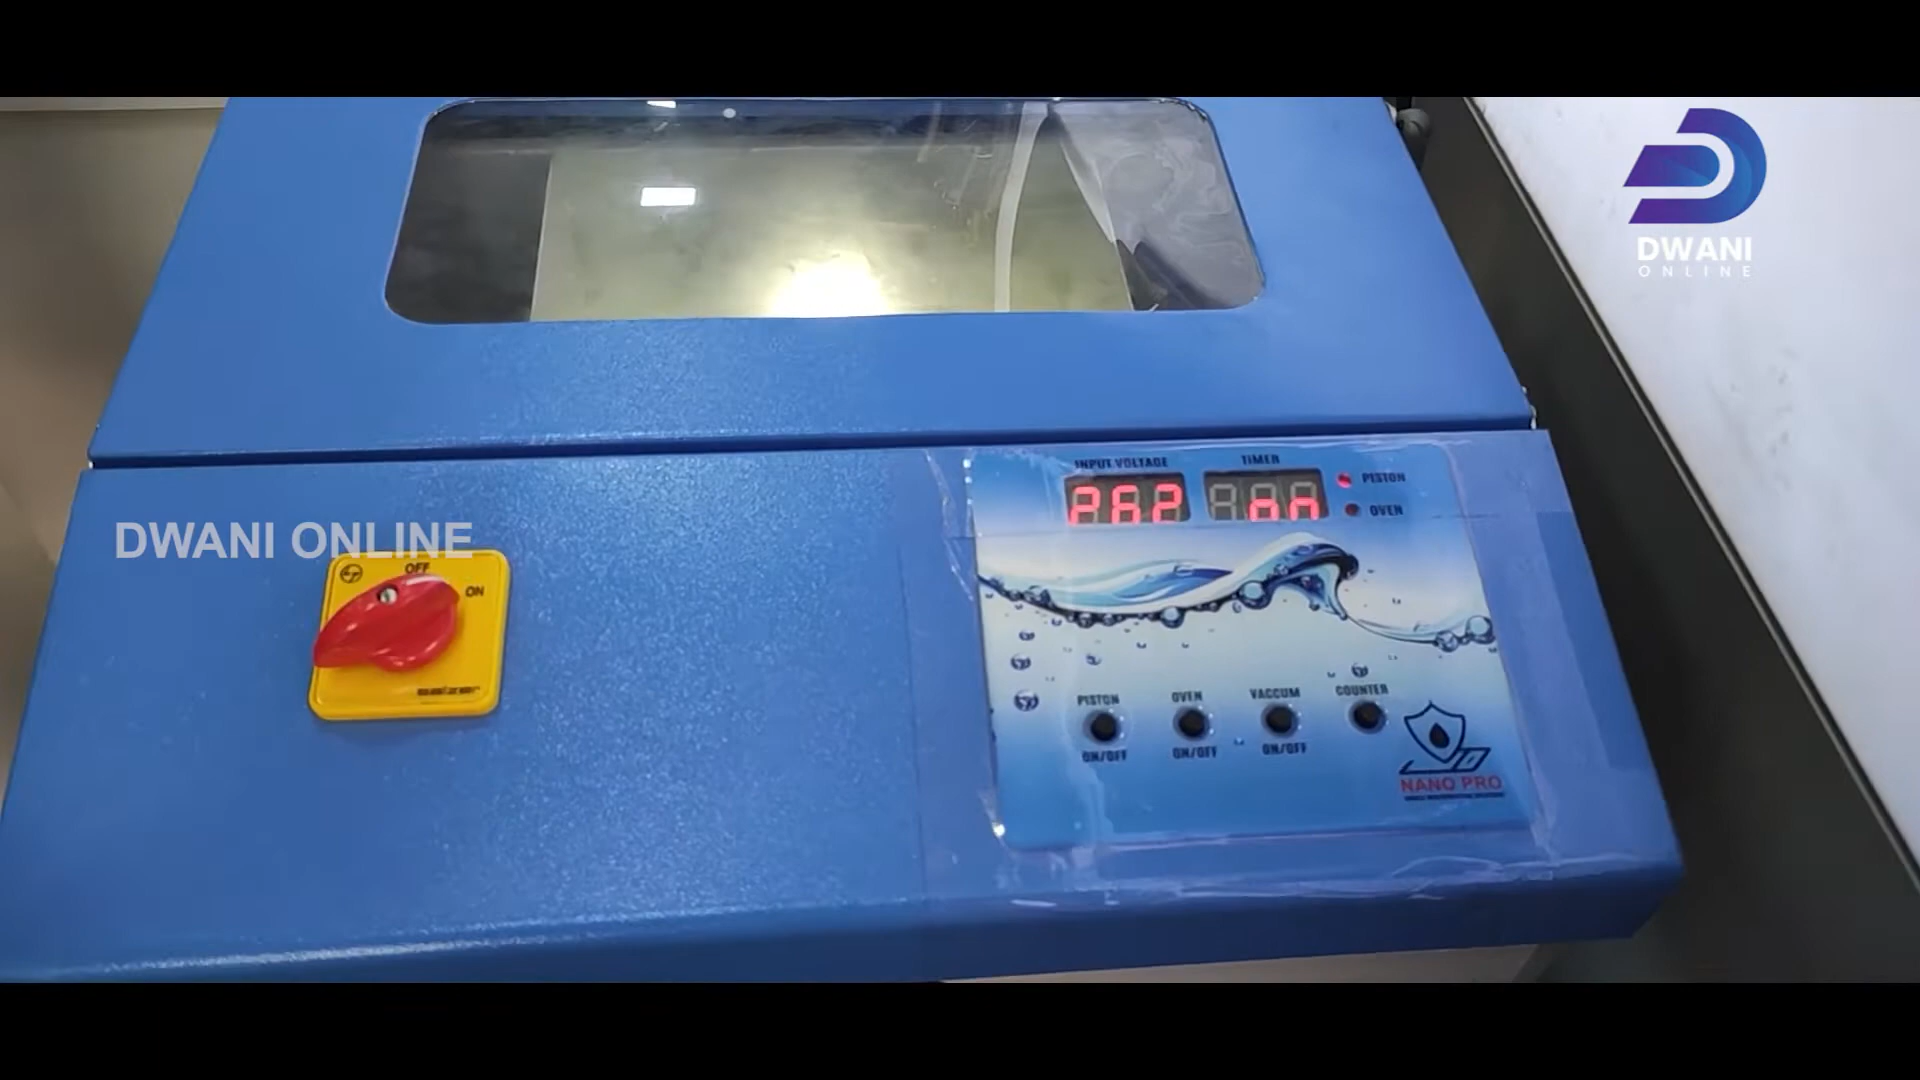 DWANI
ONLINE
INPUT VOLTAGE
TIMER
262
on
PISTON
OVEN
DWANI ONLINE
OFF
ON
PISTON
OVEN
VACCUM
COUNTER
ON/OFF
ON/OFF
ON/OFF
NANO PRO